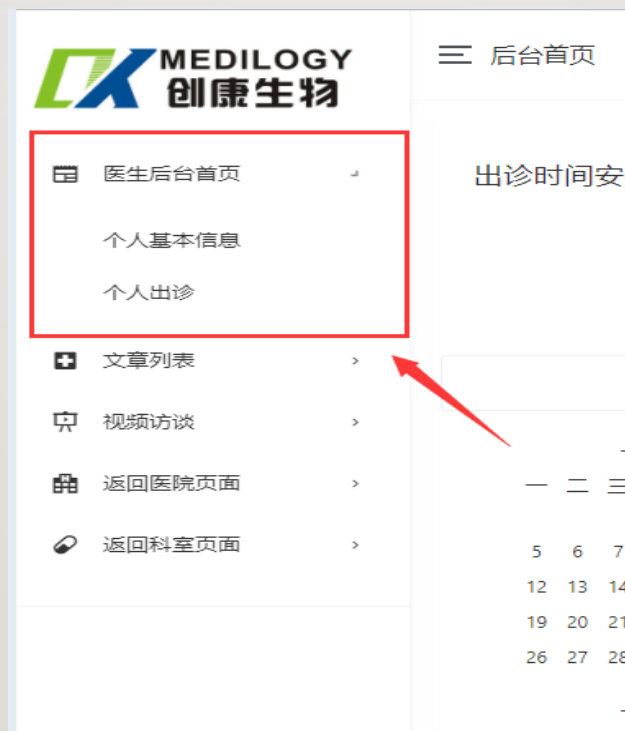 MEDILOGY
创康生物
后台首页
医生后台首页
个人基本信息
个人出诊
文章列表
视频访谈
返回医院页面
返回科室页面
出诊时间安
一 二 三
5 6 7
12 13 14
19 20 21
26 27 28